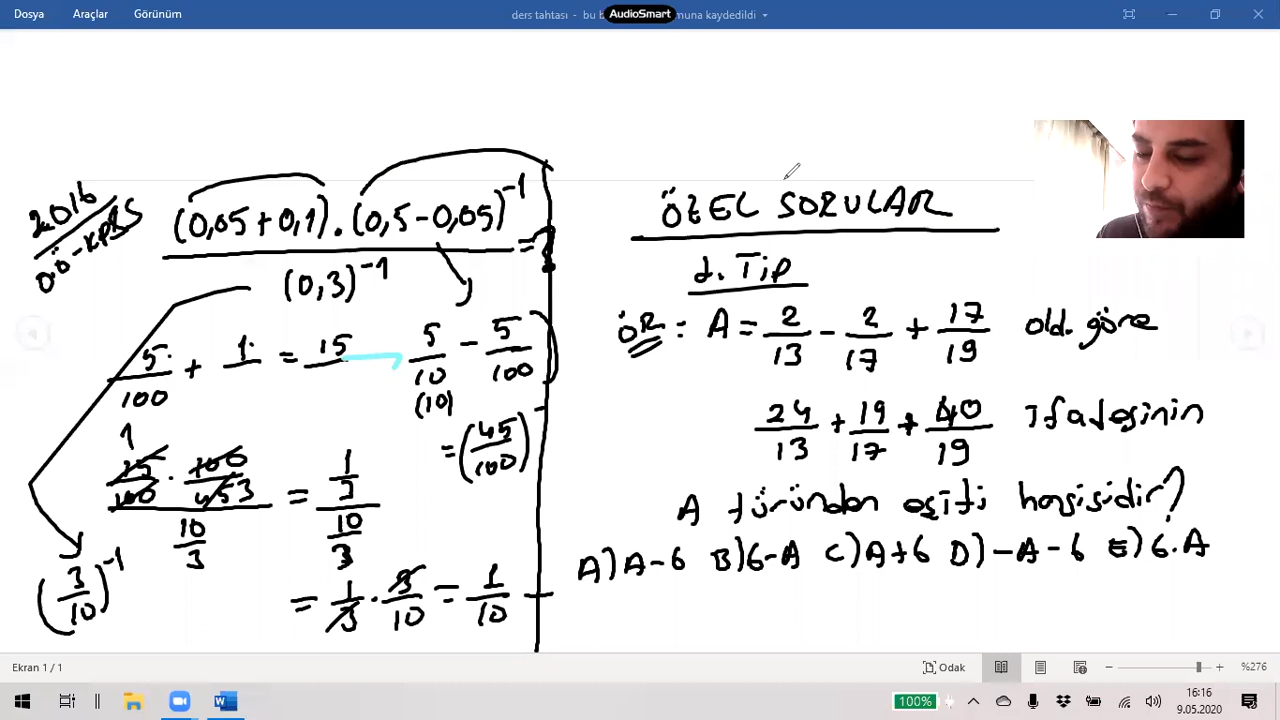 Dosya Araçlar Görünüm
ders tahtası - bu b AudioSmart muna kaydedildi
2016
Ö.Ö-KPSS
(0,05+0,1).(0,5-0,05)^-1
= ?
(0,3)^-1
5/100 + 1 = 15
5/10 - 5/100
(10)
= (45/100)^-
1
15/100 . 100/45 3
10/3
= 1/3
10/3
(3/10)^-1
= 1/3 . 3/10 = 1/10
ÖZEL SORULAR
1. Tip
ÖR : A = 2/13 - 2/17 + 17/19 old. göre
24/13 + 19/17 + 40/19 ifadesinin
A türünden eşiti hangisidir?
A) A-6 B) 6-A C) A+6 D) -A-6 E) 6.A
Ekran 1 / 1 Odak %276
100% 16:16
9.05.2020